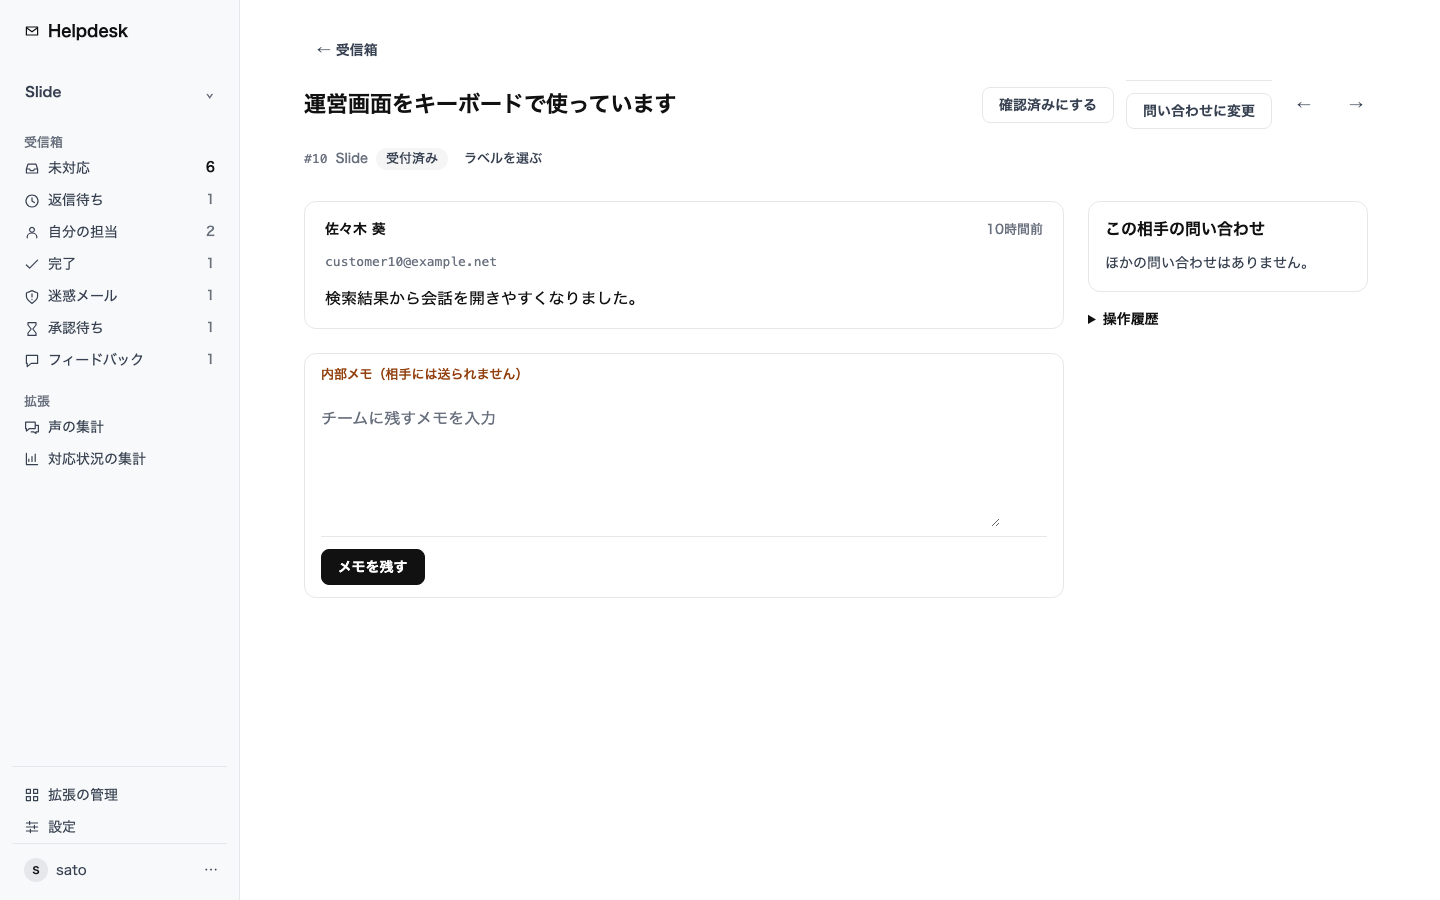 Helpdesk
Slide
受信箱
未対応 6
返信待ち 1
自分の担当 2
完了 1
迷惑メール 1
承認待ち 1
フィードバック 1
拡張
声の集計
対応状況の集計
拡張の管理
設定
S sato ···
← 受信箱
運営画面をキーボードで使っています
確認済みにする 問い合わせに変更 ← →
#10 Slide 受付済み ラベルを選ぶ
佐々木 葵 10時間前
customer10@example.net
検索結果から会話を開きやすくなりました。
内部メモ（相手には送られません）
チームに残すメモを入力
メモを残す
この相手の問い合わせ
ほかの問い合わせはありません。
▶ 操作履歴